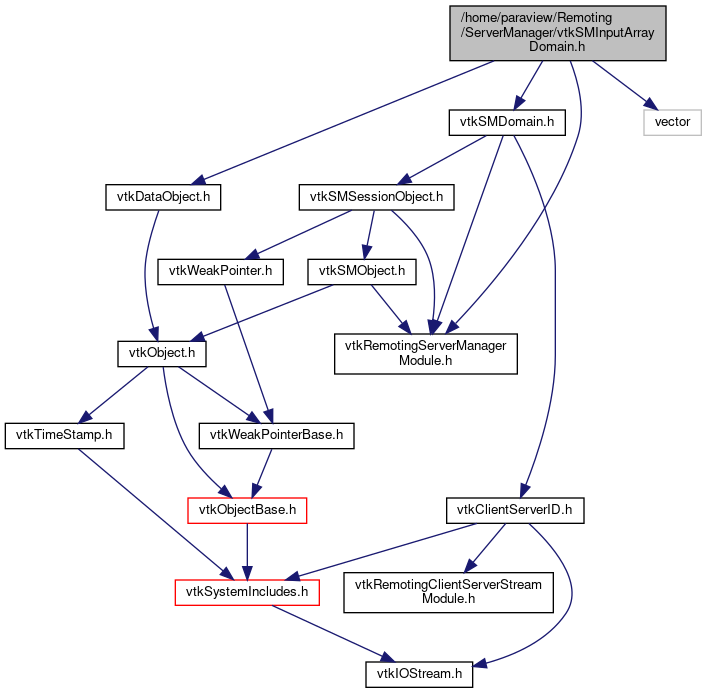 /home/paraview/Remoting
/ServerManager/vtkSMInputArray
Domain.h
vtkSMDomain.h
vector
vtkDataObject.h
vtkSMSessionObject.h
vtkWeakPointer.h
vtkSMObject.h
vtkObject.h
vtkRemotingServerManager
Module.h
vtkTimeStamp.h
vtkWeakPointerBase.h
vtkObjectBase.h
vtkClientServerID.h
vtkSystemIncludes.h
vtkRemotingClientServerStream
Module.h
vtkIOStream.h